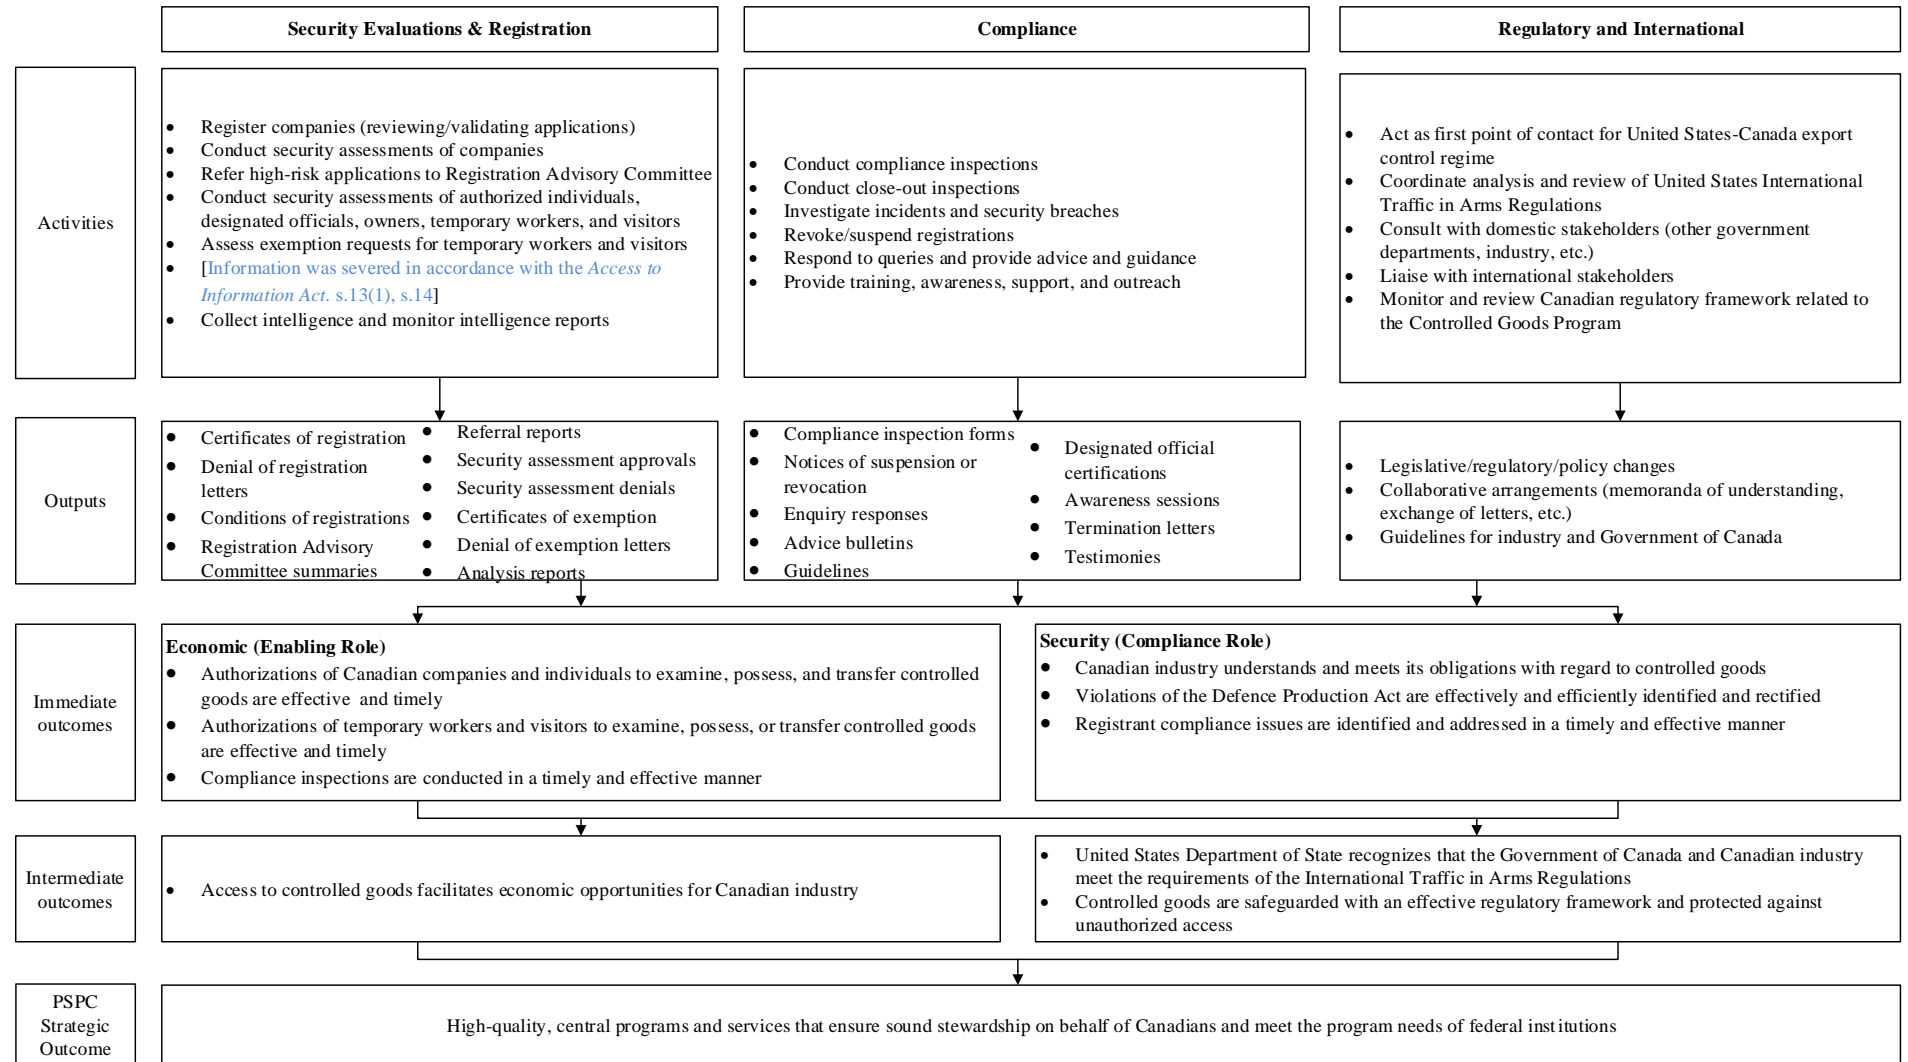 Security Evaluations & Registration
Compliance
Regulatory and International
Activities
• Register companies (reviewing/validating applications)
• Conduct security assessments of companies
• Refer high-risk applications to Registration Advisory Committee
• Conduct security assessments of authorized individuals,
designated officials, owners, temporary workers, and visitors
• Assess exemption requests for temporary workers and visitors
• [Information was severed in accordance with the Access to
Information Act. s.13(1), s.14]
• Collect intelligence and monitor intelligence reports
• Conduct compliance inspections
• Conduct close-out inspections
• Investigate incidents and security breaches
• Revoke/suspend registrations
• Respond to queries and provide advice and guidance
• Provide training, awareness, support, and outreach
• Act as first point of contact for United States-Canada export
control regime
• Coordinate analysis and review of United States International
Traffic in Arms Regulations
• Consult with domestic stakeholders (other government
departments, industry, etc.)
• Liaise with international stakeholders
• Monitor and review Canadian regulatory framework related to
the Controlled Goods Program
Outputs
• Certificates of registration
• Denial of registration
letters
• Conditions of registrations
• Registration Advisory
Committee summaries
• Referral reports
• Security assessment approvals
• Security assessment denials
• Certificates of exemption
• Denial of exemption letters
• Analysis reports
• Compliance inspection forms
• Notices of suspension or
revocation
• Enquiry responses
• Advice bulletins
• Guidelines
• Designated official
certifications
• Awareness sessions
• Termination letters
• Testimonies
• Legislative/regulatory/policy changes
• Collaborative arrangements (memoranda of understanding,
exchange of letters, etc.)
• Guidelines for industry and Government of Canada
Immediate
outcomes
Economic (Enabling Role)
• Authorizations of Canadian companies and individuals to examine, possess, and transfer controlled
goods are effective and timely
• Authorizations of temporary workers and visitors to examine, possess, or transfer controlled goods
are effective and timely
• Compliance inspections are conducted in a timely and effective manner
Security (Compliance Role)
• Canadian industry understands and meets its obligations with regard to controlled goods
• Violations of the Defence Production Act are effectively and efficiently identified and rectified
• Registrant compliance issues are identified and addressed in a timely and effective manner
Intermediate
outcomes
• Access to controlled goods facilitates economic opportunities for Canadian industry
• United States Department of State recognizes that the Government of Canada and Canadian industry
meet the requirements of the International Traffic in Arms Regulations
• Controlled goods are safeguarded with an effective regulatory framework and protected against
unauthorized access
PSPC
Strategic
Outcome
High-quality, central programs and services that ensure sound stewardship on behalf of Canadians and meet the program needs of federal institutions